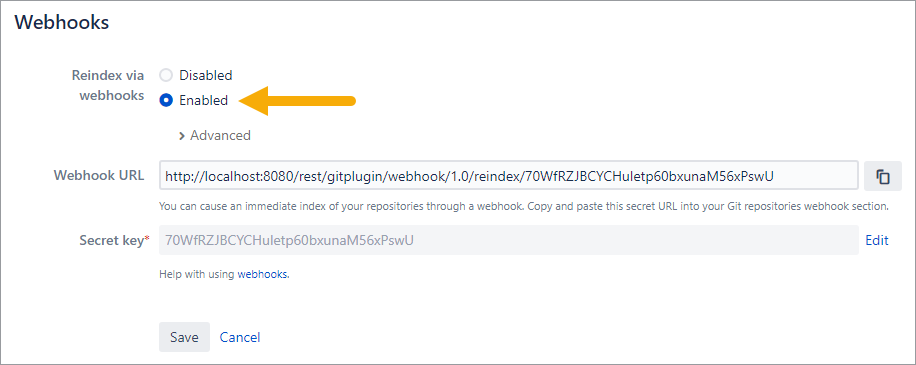 Webhooks
Reindex via webhooks
Disabled
Enabled
Advanced
Webhook URL
http://localhost:8080/rest/gitplugin/webhook/1.0/reindex/70WfRZJBCYCHuletp60bxunaM56xPswU
You can cause an immediate index of your repositories through a webhook. Copy and paste this secret URL into your Git repositories webhook section.
Secret key*
70WfRZJBCYCHuletp60bxunaM56xPswU
Edit
Help with using webhooks.
Save
Cancel